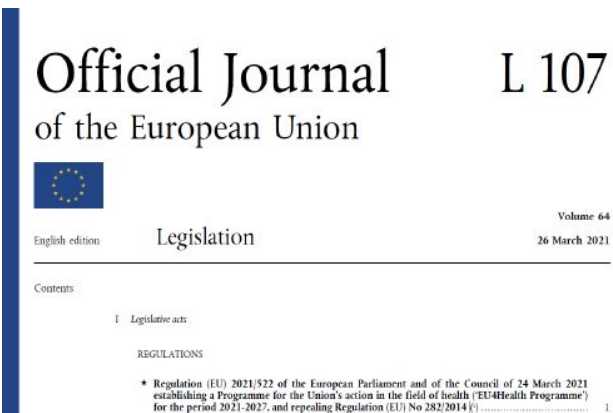 Official Journal L 107
of the European Union
Volume 64
English edition Legislation 26 March 2021
Contents
I Legislative acts
REGULATIONS
★ Regulation (EU) 2021/522 of the European Parliament and of the Council of 24 March 2021
establishing a Programme for the Union's action in the field of health ('EU4Health Programme')
for the period 2021-2027, and repealing Regulation (EU) No 282/2014 (¹) ........................ 1